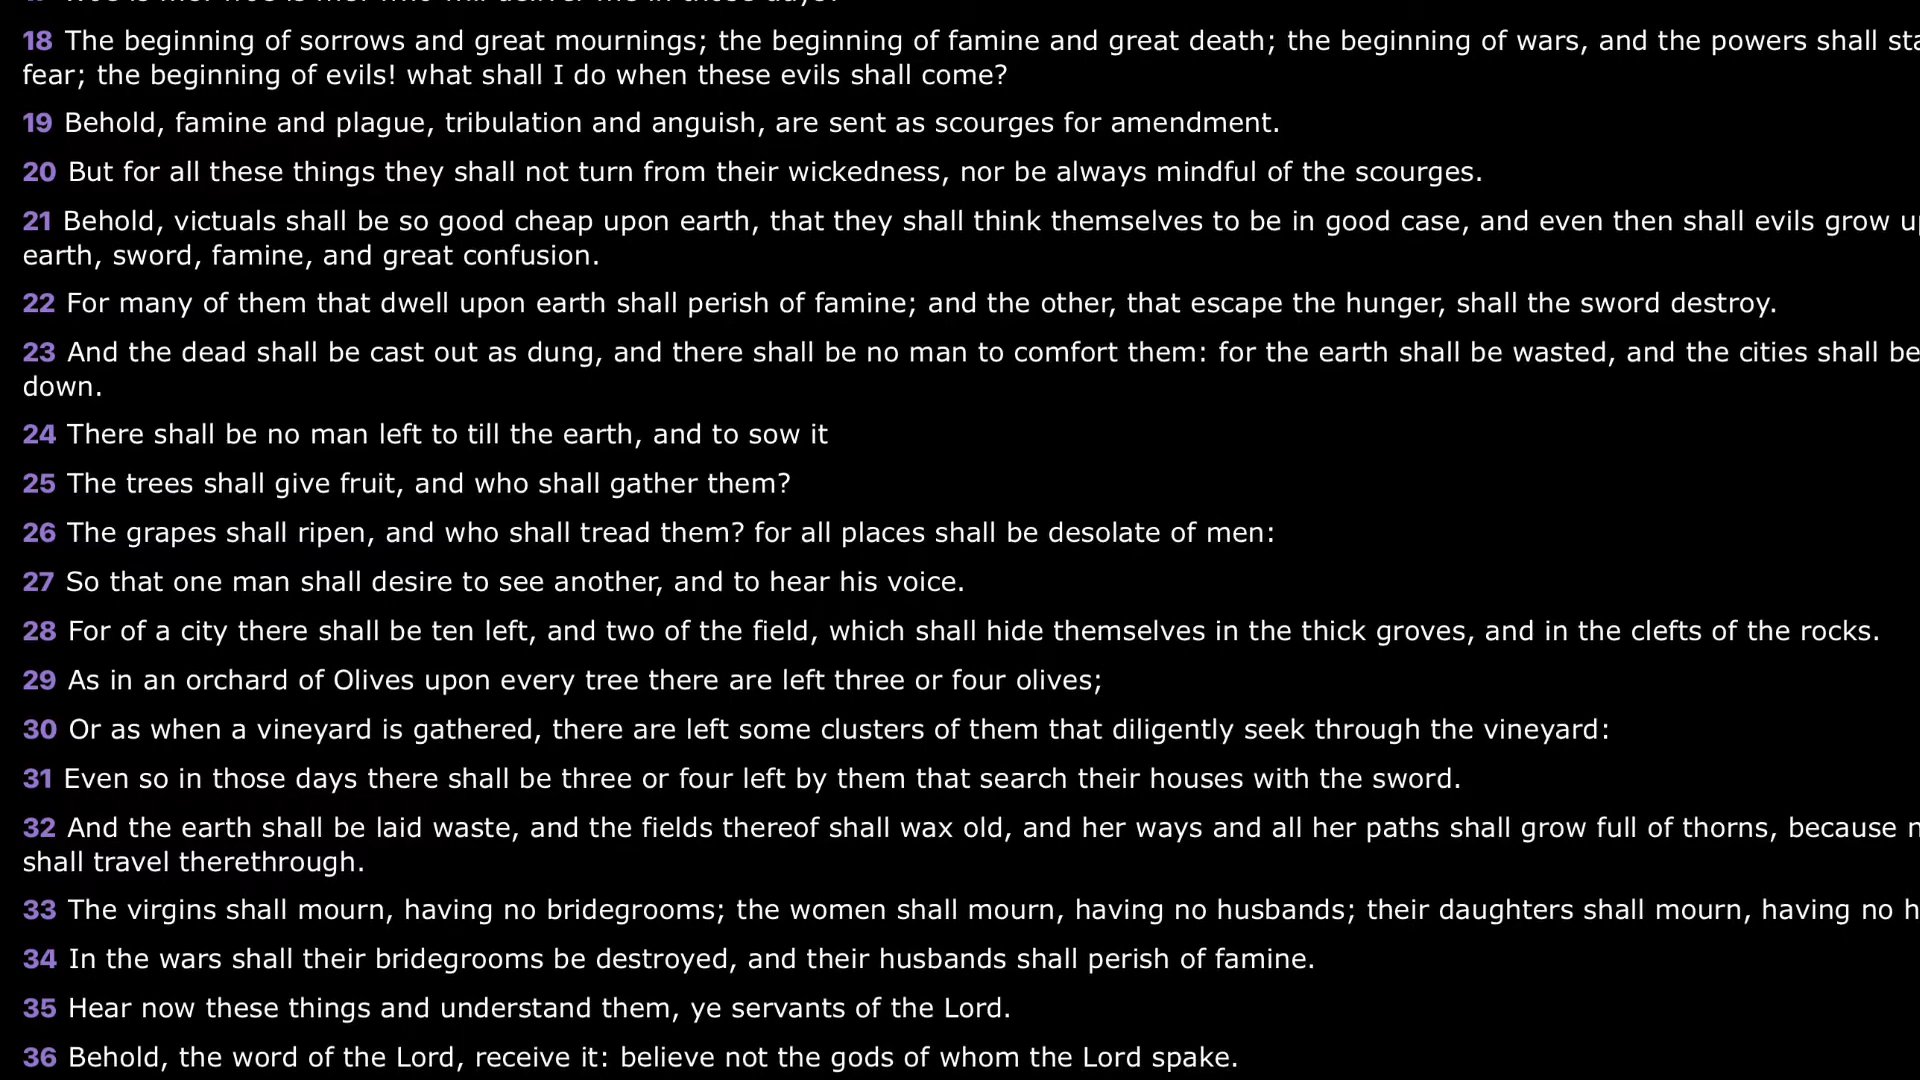 18 The beginning of sorrows and great mournings; the beginning of famine and great death; the beginning of wars, and the powers shall
fear; the beginning of evils! what shall I do when these evils shall come?
19 Behold, famine and plague, tribulation and anguish, are sent as scourges for amendment.
20 But for all these things they shall not turn from their wickedness, nor be always mindful of the scourges.
21 Behold, victuals shall be so good cheap upon earth, that they shall think themselves to be in good case, and even then shall evils grow
earth, sword, famine, and great confusion.
22 For many of them that dwell upon earth shall perish of famine; and the other, that escape the hunger, shall the sword destroy.
23 And the dead shall be cast out as dung, and there shall be no man to comfort them: for the earth shall be wasted, and the cities shall be
down.
24 There shall be no man left to till the earth, and to sow it
25 The trees shall give fruit, and who shall gather them?
26 The grapes shall ripen, and who shall tread them? for all places shall be desolate of men:
27 So that one man shall desire to see another, and to hear his voice.
28 For of a city there shall be ten left, and two of the field, which shall hide themselves in the thick groves, and in the clefts of the rocks.
29 As in an orchard of Olives upon every tree there are left three or four olives;
30 Or as when a vineyard is gathered, there are left some clusters of them that diligently seek through the vineyard:
31 Even so in those days there shall be three or four left by them that search their houses with the sword.
32 And the earth shall be laid waste, and the fields thereof shall wax old, and her ways and all her paths shall grow full of thorns, because
shall travel therethrough.
33 The virgins shall mourn, having no bridegrooms; the women shall mourn, having no husbands; their daughters shall mourn, having no
34 In the wars shall their bridegrooms be destroyed, and their husbands shall perish of famine.
35 Hear now these things and understand them, ye servants of the Lord.
36 Behold, the word of the Lord, receive it: believe not the gods of whom the Lord spake.